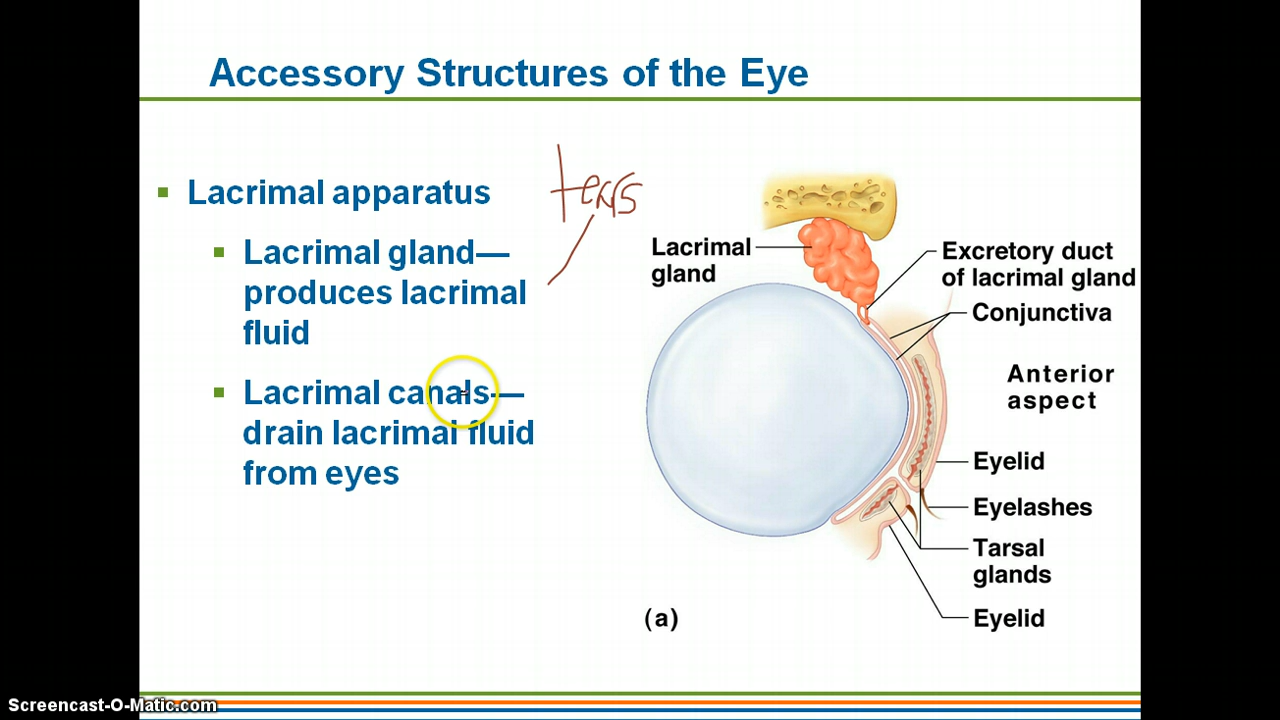 Accessory Structures of the Eye
Lacrimal apparatus
Lacrimal gland—
produces lacrimal
fluid
Lacrimal canals—
drain lacrimal fluid
from eyes
Lacrimal
gland
Excretory duct
of lacrimal gland
Conjunctiva
Anterior
aspect
Eyelid
Eyelashes
Tarsal
glands
Eyelid
(a)
Screencast-O-Matic.com